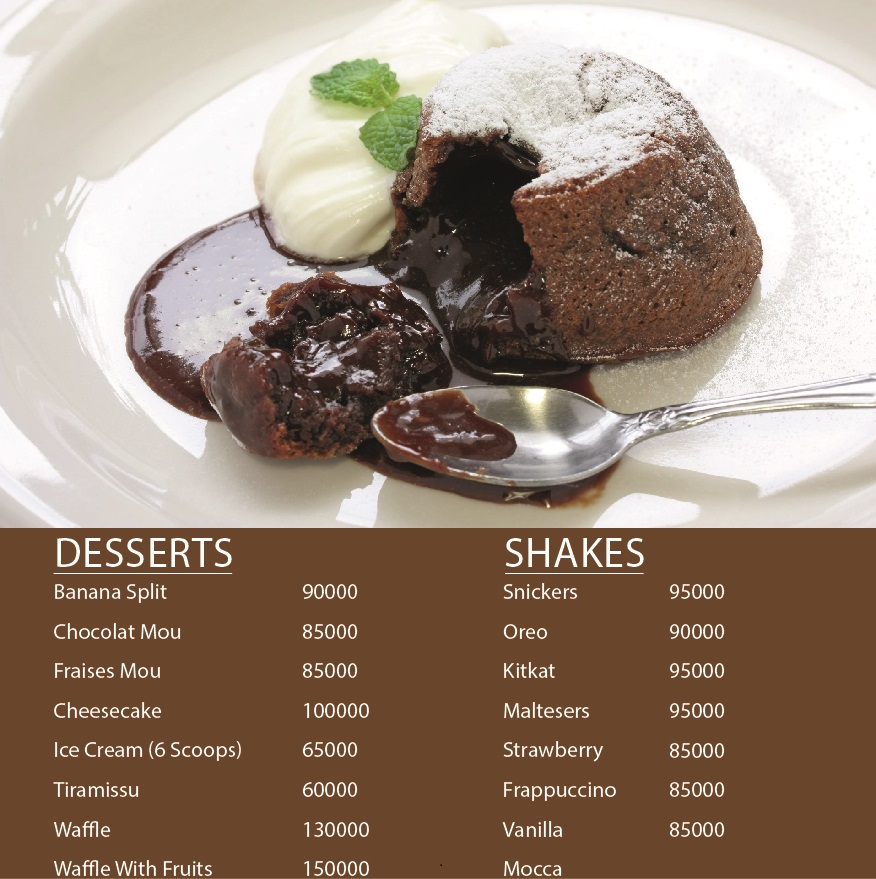 DESSERTS
Banana Split 90000
Chocolat Mou 85000
Fraises Mou 85000
Cheesecake 100000
Ice Cream (6 Scoops) 65000
Tiramissu 60000
Waffle 130000
Waffle With Fruits 150000
SHAKES
Snickers 95000
Oreo 90000
Kitkat 95000
Maltesers 95000
Strawberry 85000
Frappuccino 85000
Vanilla 85000
Mocca